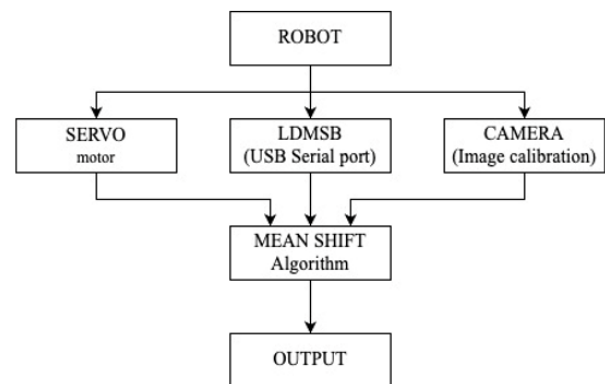 ROBOT
SERVO
motor
LDMSB
(USB Serial port)
CAMERA
(Image calibration)
MEAN SHIFT
Algorithm
OUTPUT